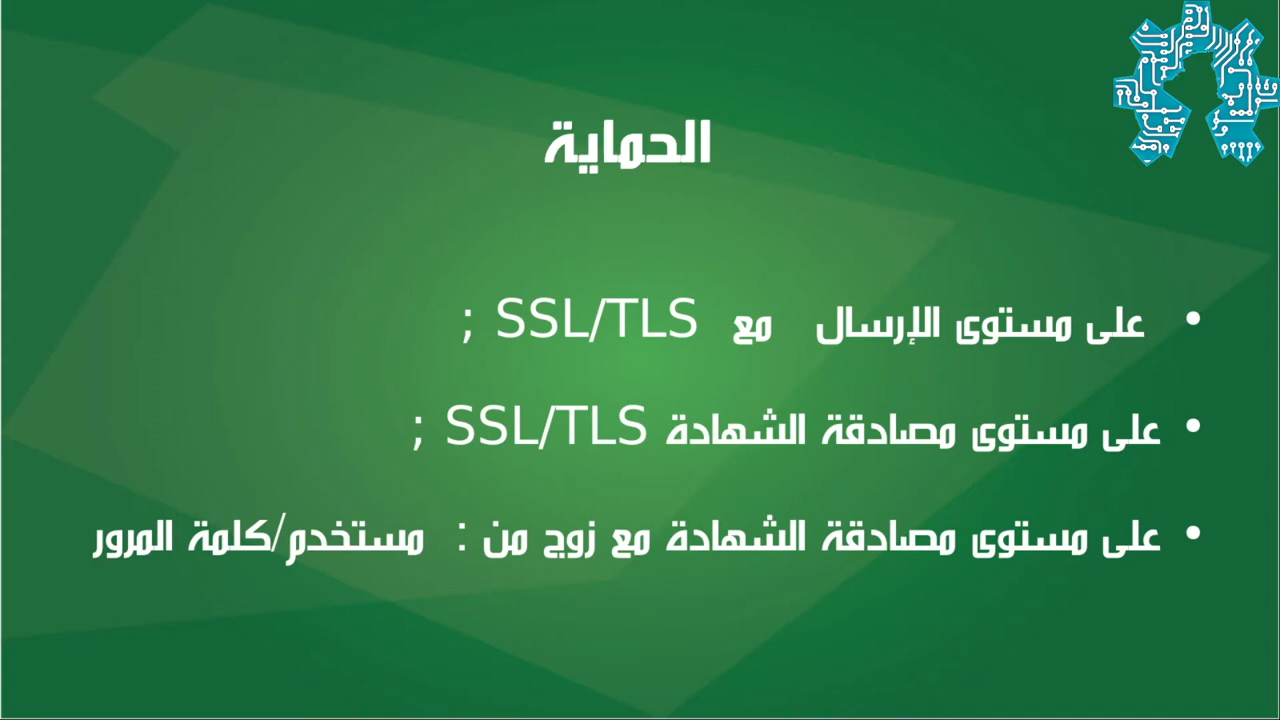 الحماية
• على مستوى الإرسال مع SSL/TLS ;
• على مستوى مصادقة الشهادة SSL/TLS ;
• على مستوى مصادقة الشهادة مع زوج من : مستخدم/كلمة المرور